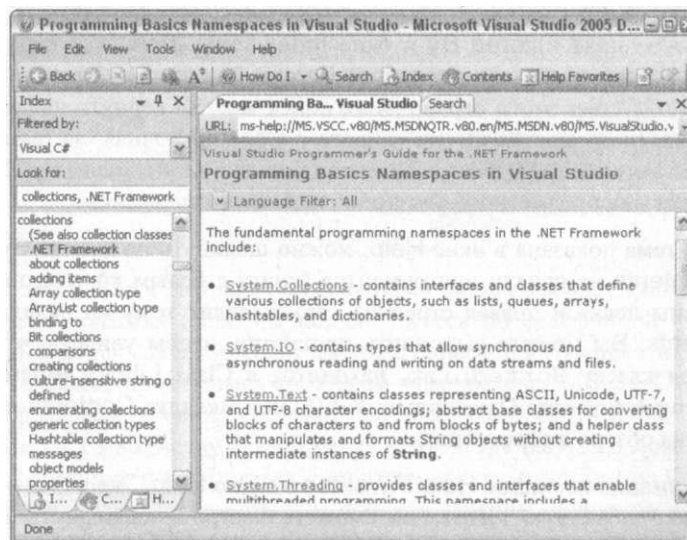 Programming Basics Namespaces in Visual Studio - Microsoft Visual Studio 2005 D...
File Edit View Tools Window Help
Back How Do I Search Index Contents Help Favorites
Index
Filtered by:
Visual C#
Look for:
collections, .NET Framework
collections
(See also collection classes
.NET Framework
about collections
adding items
Array collection type
ArrayList collection type
binding to
Bit collections
comparisons
creating collections
culture-insensitive string o
defined
enumerating collections
generic collection types
Hashtable collection type
messages
object models
properties
I... C... H...
Programming Ba... Visual Studio Search
URL: ms-help://MS.VSCC.v80/MS.MSDNQTR.v80.en/MS.MSDN.v80/MS.VisualStudio.v
Visual Studio Programmer's Guide for the .NET Framework
Programming Basics Namespaces in Visual Studio
Language Filter: All
The fundamental programming namespaces in the .NET Framework
include:
• System.Collections - contains interfaces and classes that define
various collections of objects, such as lists, queues, arrays,
hashtables, and dictionaries.
• System.IO - contains types that allow synchronous and
asynchronous reading and writing on data streams and files.
• System.Text - contains classes representing ASCII, Unicode, UTF-7,
and UTF-8 character encodings; abstract base classes for converting
blocks of characters to and from blocks of bytes; and a helper class
that manipulates and formats String objects without creating
intermediate instances of String.
• System.Threading - provides classes and interfaces that enable
multithreaded programming. This namespace includes a
Done